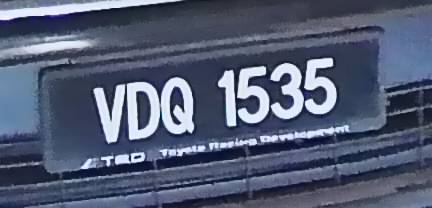 VDQ 1535
TRD Toyota Racing Development